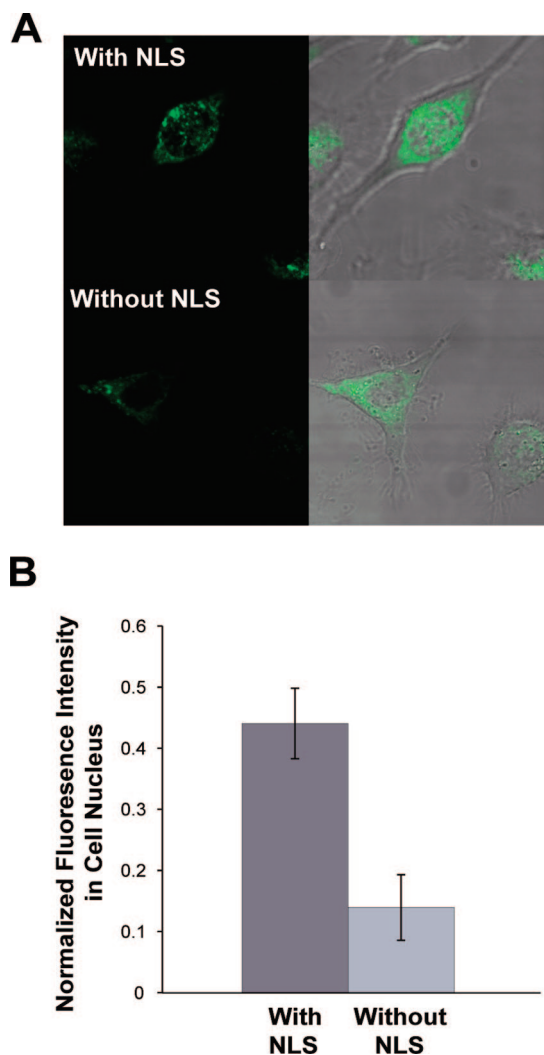 A
With NLS
Without NLS
B
Normalized Fluoresence Intensity
in Cell Nucleus
0.6
0.5
0.4
0.3
0.2
0.1
0
With
NLS
Without
NLS